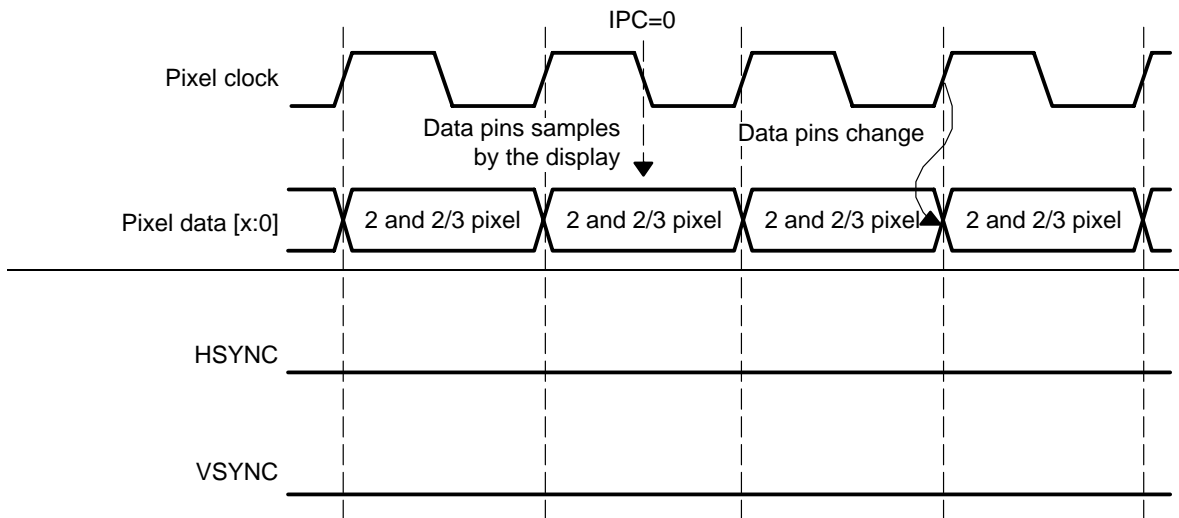 IPC=0
Pixel clock
Data pins samples
by the display
Data pins change
Pixel data [x:0]
2 and 2/3 pixel
2 and 2/3 pixel
2 and 2/3 pixel
2 and 2/3 pixel
HSYNC
VSYNC